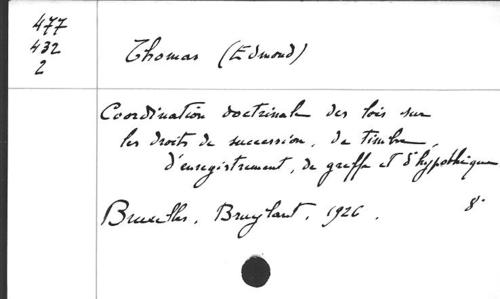 477
432
2
Thomas (Edmond)
Coordination doctrinale des lois sur
les droits de succession, de timbre,
d'enregistrement, de greffe et d'hypothèque
Bruxelles, Bruylant, 1926. 8°